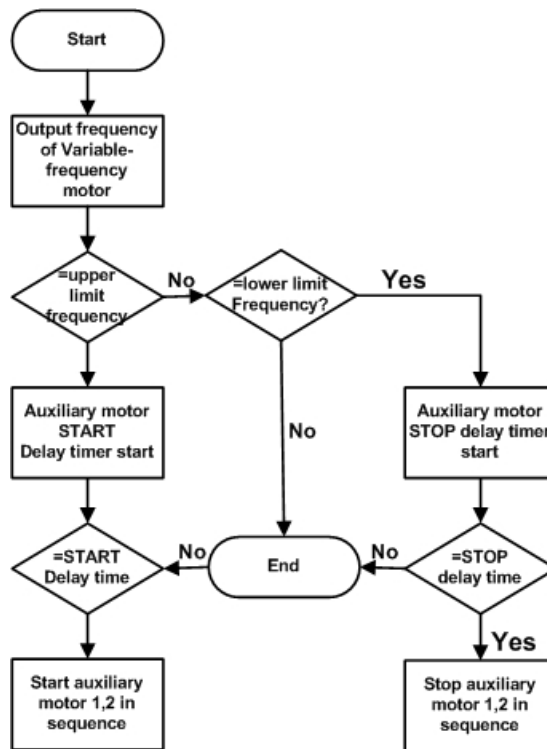 Start
Output frequency
of Variable-
frequency
motor
=upper
limit
frequency
No
=lower limit
Frequency?
Yes
Auxiliary motor
START
Delay timer start
No
Auxiliary motor
STOP delay timer
start
=START
Delay time
No
End
No
=STOP
delay time
Yes
Start auxiliary
motor 1,2 in
sequence
Stop auxiliary
motor 1,2 in
sequence